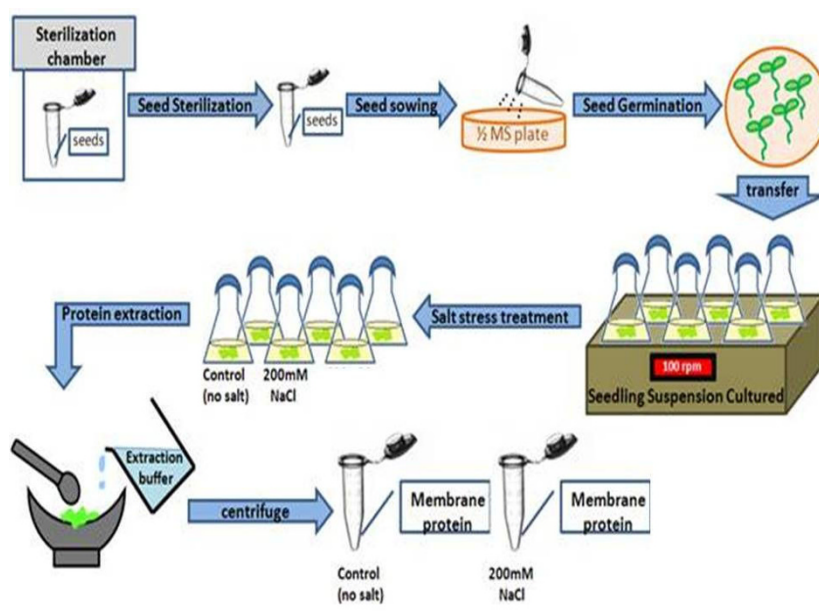 Sterilization
chamber
seeds
Seed Sterilization
seeds
Seed sowing
½ MS plate
Seed Germination
transfer
100 rpm
Seedling Suspension Cultured
Salt stress treatment
Control
(no salt)
200mM
NaCl
Protein extraction
Extraction
buffer
centrifuge
Membrane
protein
Control
(no salt)
Membrane
protein
200mM
NaCl